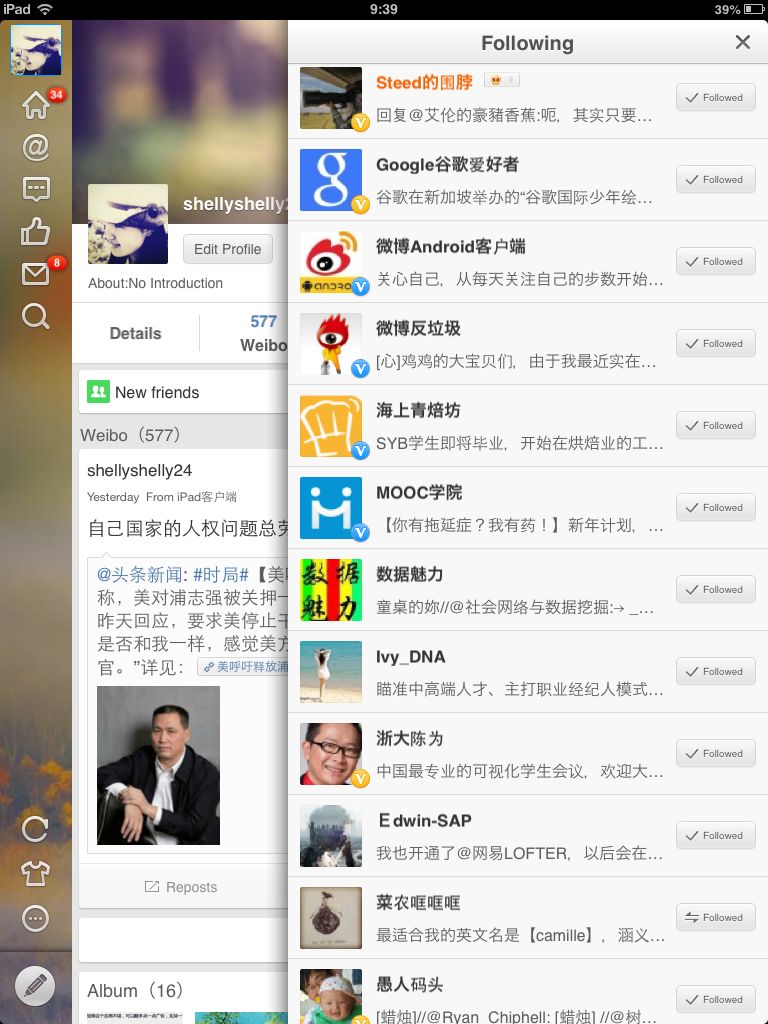 iPad
9:39
39%
34
8
shellyshelly2
Edit Profile
About:No Introduction
Details
577
Weibo
New friends
Weibo（577）
shellyshelly24
Yesterday From iPad客户端
自己国家的人权问题总
@头条新闻: #时局#【美
称，美对浦志强被关押一
昨天回应，要求美停止干
是否和我一样，感觉美方
官。”详见：
美呼吁释放浦
Reposts
Album（16）
Following
Steed的围脖
回复@艾伦的豪豬香蕉:呃，其实只要…
Followed
g
Google谷歌爱好者
谷歌在新加坡举办的“谷歌国际少年绘…
Followed
ANDROI
微博Android客户端
关心自己，从每天关注自己的步数开始…
Followed
微博反垃圾
[心]鸡鸡的大宝贝们，由于我最近实在…
Followed
海上青焙坊
SYB学生即将毕业，开始在烘焙业的工…
Followed
MOOC学院
【你有拖延症？我有药！】新年计划，…
Followed
数据
魅力
数据魅力
童桌的妳//@社会网络与数据挖掘:→ _…
Followed
Ivy_DNA
瞄准中高端人才、主打职业经纪人模式…
Followed
浙大陈为
中国最专业的可视化学生会议，欢迎大…
Followed
Edwin-SAP
我也开通了@网易LOFTER，以后会在…
Followed
菜农哐哐哐
最适合我的英文名是【camille】，涵义…
Followed
愚人码头
[蜡烛]//@Ryan_Chiphell: [蜡烛] //@树…
Followed